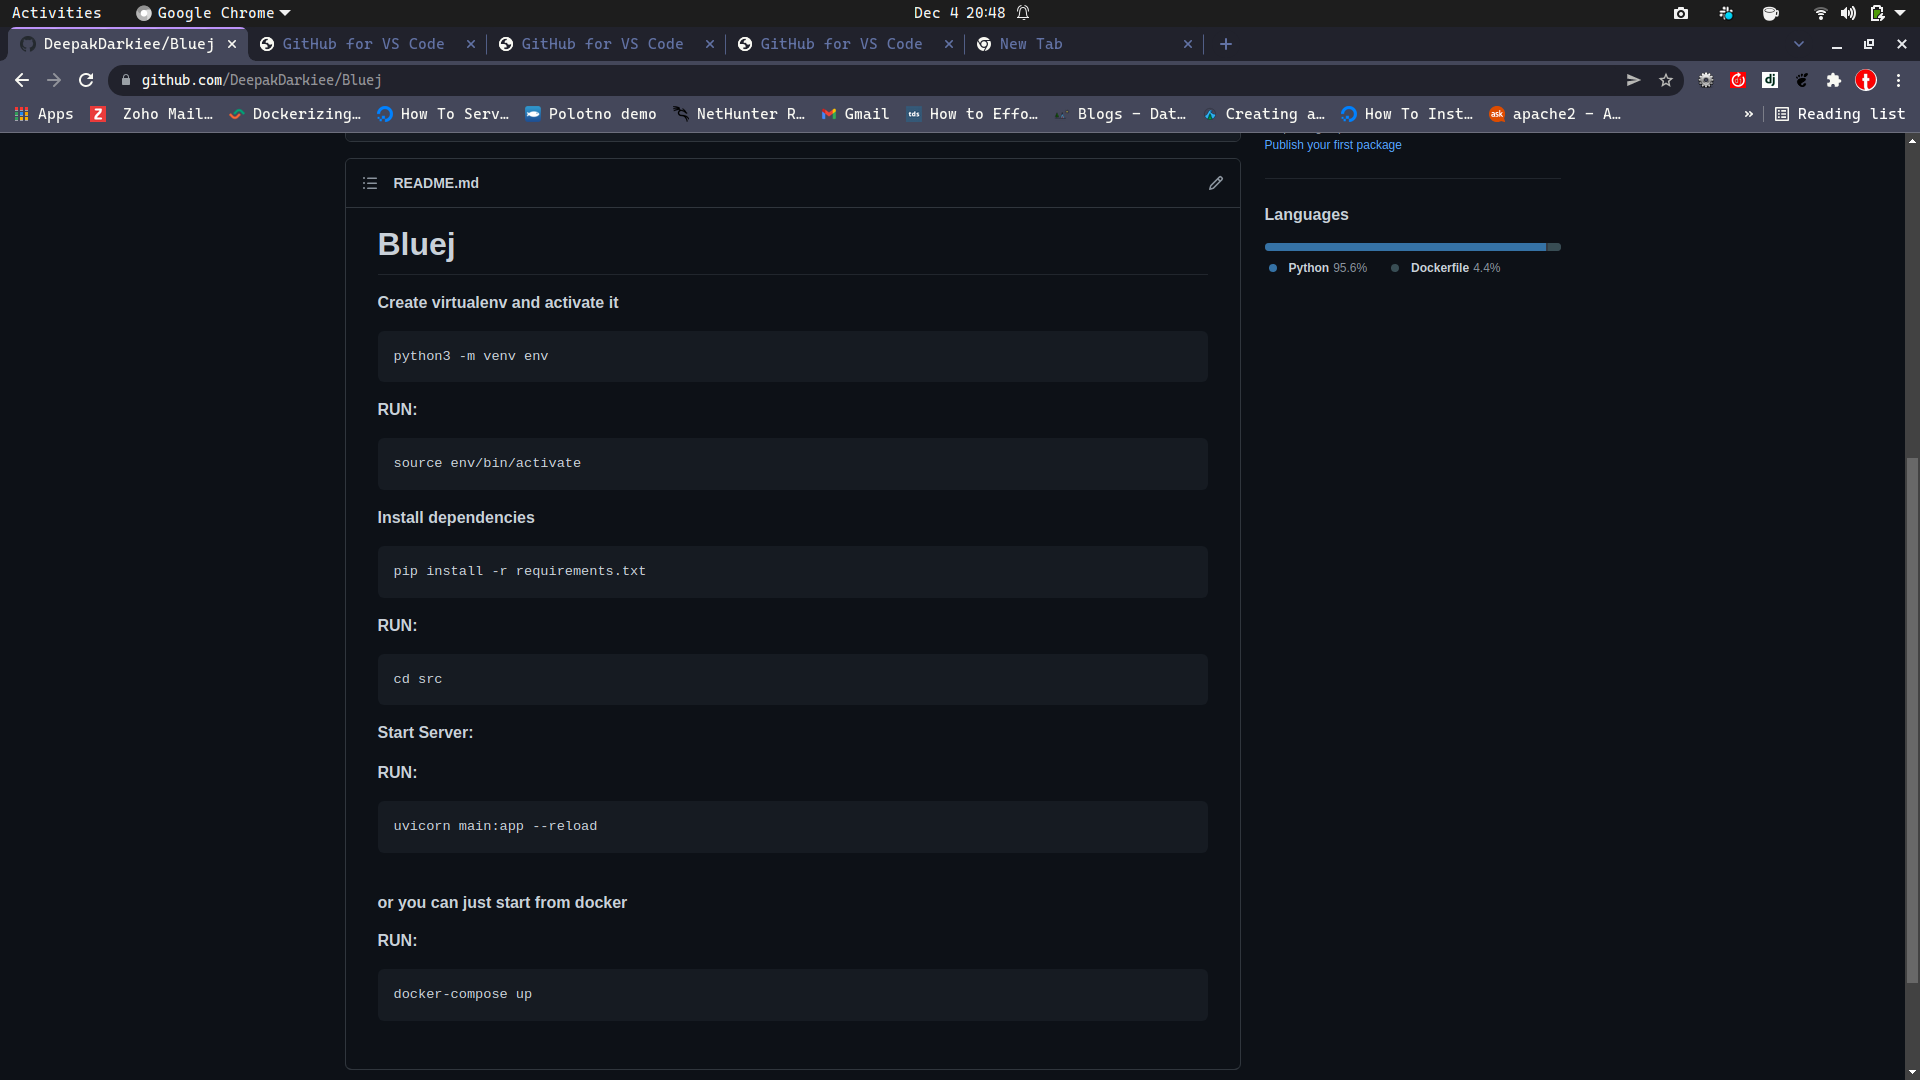 Activities Google Chrome Dec 4 20:48
DeepakDarkiee/Bluej GitHub for VS Code GitHub for VS Code GitHub for VS Code New Tab
github.com/DeepakDarkiee/Bluej
Apps Zoho Mail… Dockerizing… How To Serv… Polotno demo NetHunter R… Gmail How to Effo… Blogs – Dat… Creating a… How To Inst… apache2 – A… » Reading list
Publish your first package
README.md
Languages
Python 95.6% Dockerfile 4.4%
Bluej
Create virtualenv and activate it
python3 -m venv env
RUN:
source env/bin/activate
Install dependencies
pip install -r requirements.txt
RUN:
cd src
Start Server:
RUN:
uvicorn main:app --reload
or you can just start from docker
RUN:
docker-compose up